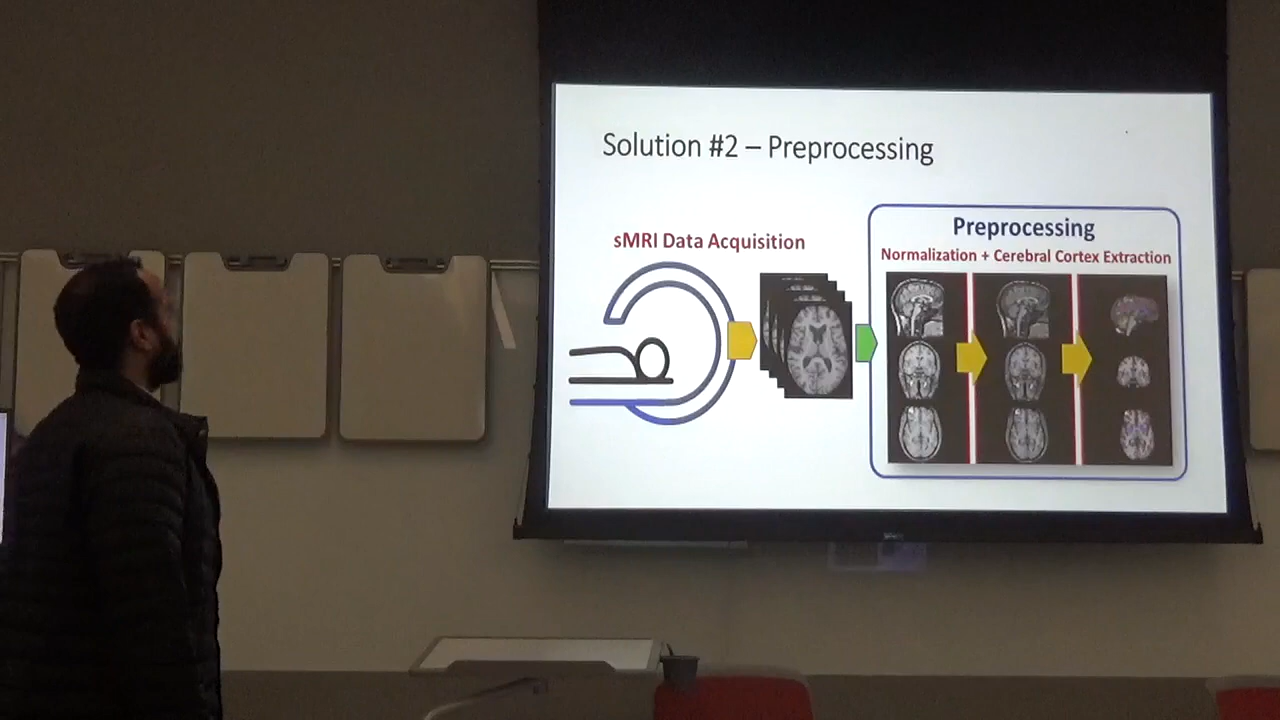 Solution #2 – Preprocessing
sMRI Data Acquisition
Preprocessing
Normalization + Cerebral Cortex Extraction